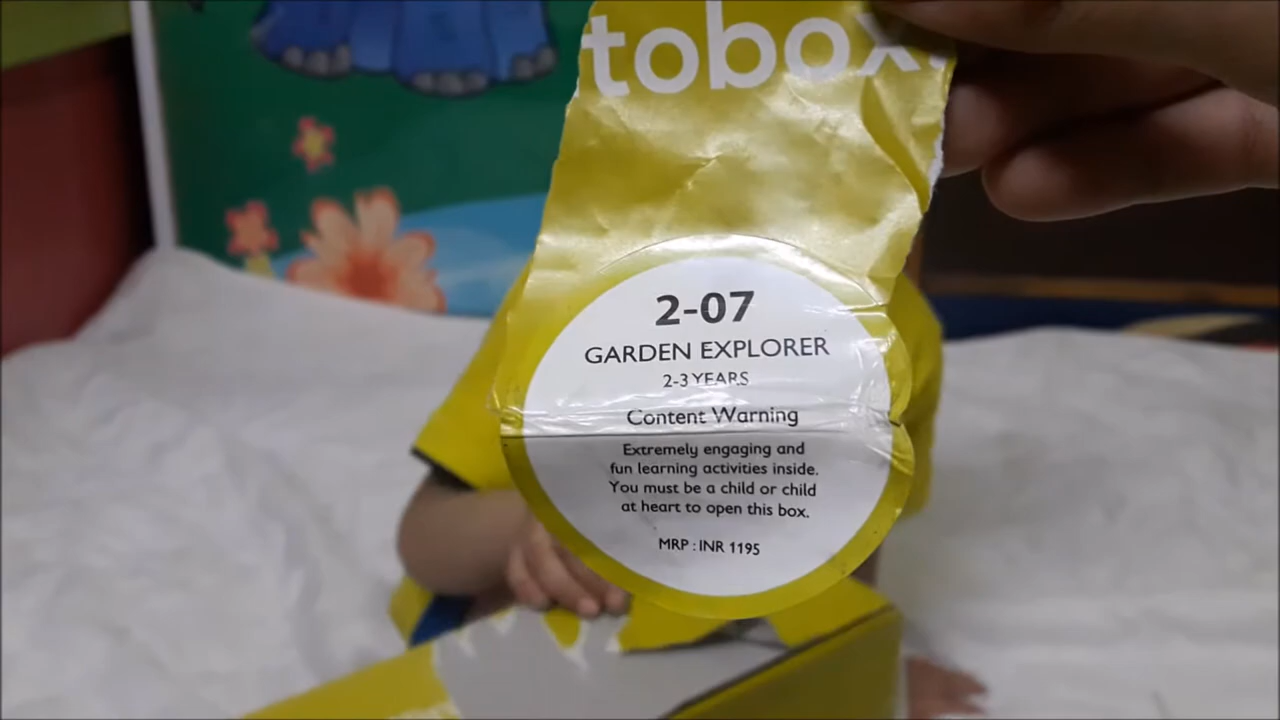 tobox.
2-07
GARDEN EXPLORER
2-3 YEARS
Content Warning
Extremely engaging and
fun learning activities inside.
You must be a child or child
at heart to open this box.
MRP : INR 1195